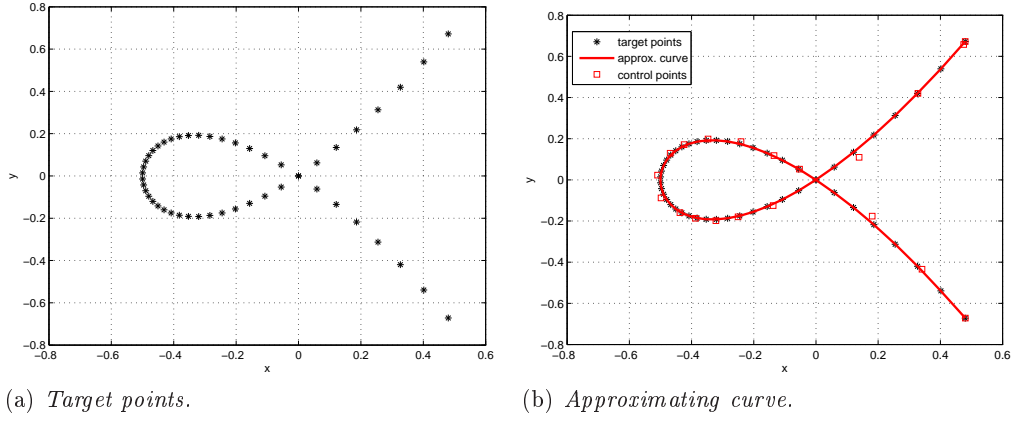 0.8
0.6
0.4
0.2
0
−0.2
−0.4
−0.6
−0.8
−0.8 −0.6 −0.4 −0.2 0 0.2 0.4 0.6
x
y
(a) Target points.
0.8
0.6
0.4
0.2
0
−0.2
−0.4
−0.6
−0.8
−0.8 −0.6 −0.4 −0.2 0 0.2 0.4 0.6
x
y
target points
approx. curve
control points
(b) Approximating curve.